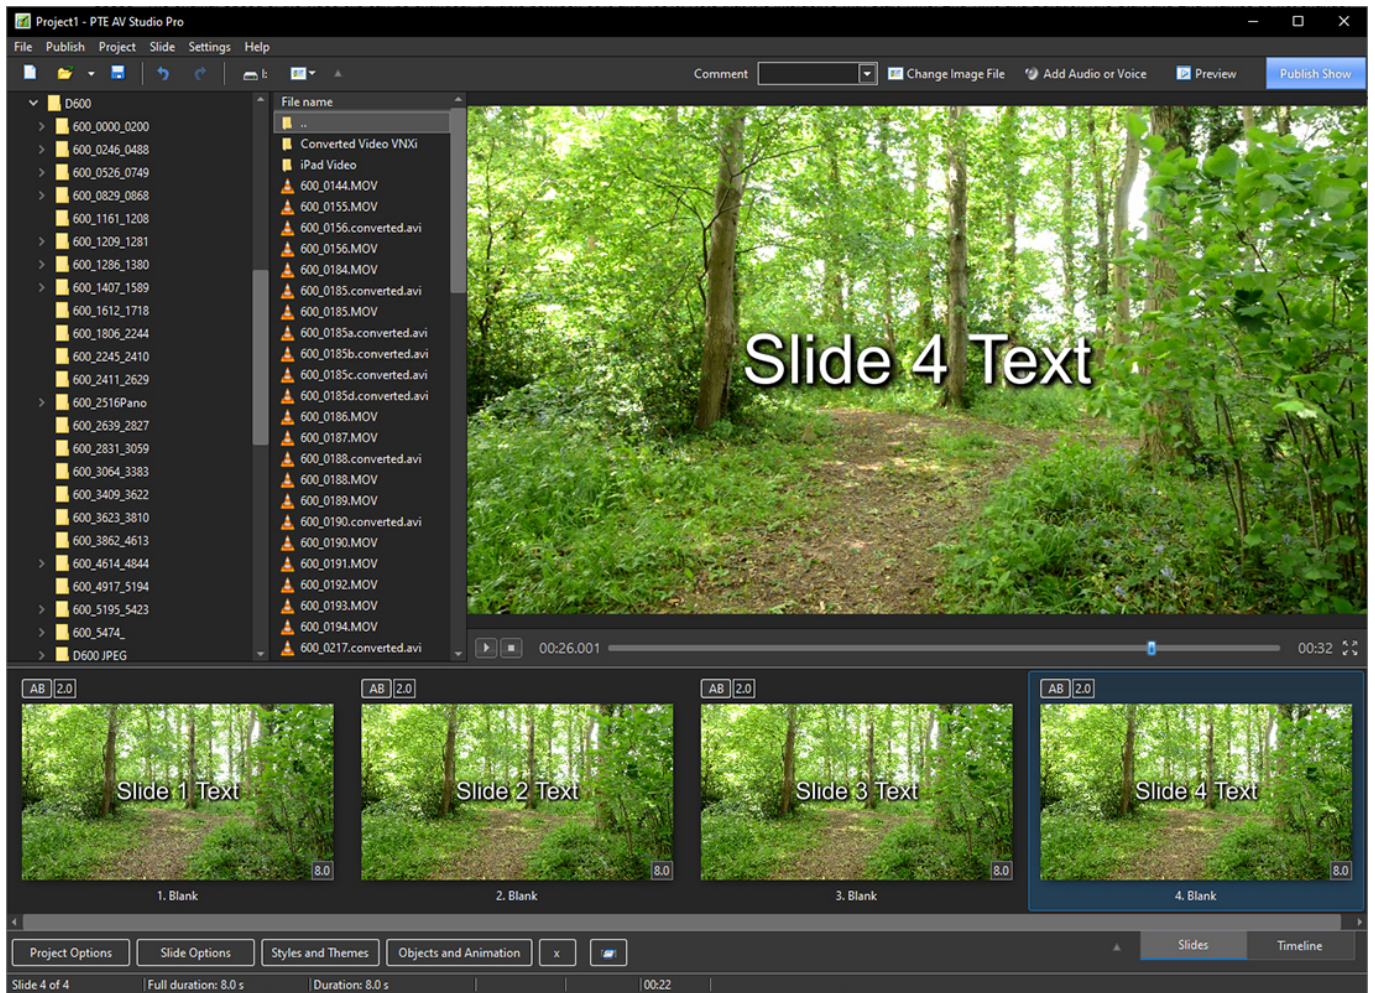 Project1 - PTE AV Studio Pro
File Publish Project Slide Settings Help
I: Comment Change Image File Add Audio or Voice Preview Publish Show
D600
600_0000_0200
600_0246_0488
600_0526_0749
600_0829_0868
600_1161_1208
600_1209_1281
600_1286_1380
600_1407_1589
600_1612_1718
600_1806_2244
600_2245_2410
600_2411_2629
600_2516Pano
600_2639_2827
600_2831_3059
600_3064_3383
600_3409_3622
600_3623_3810
600_3862_4613
600_4614_4844
600_4917_5194
600_5195_5423
600_5474_
D600 JPEG
File name
..
Converted Video VNXi
iPad Video
600_0144.MOV
600_0155.MOV
600_0156.converted.avi
600_0156.MOV
600_0184.MOV
600_0185.converted.avi
600_0185.MOV
600_0185a.converted.avi
600_0185b.converted.avi
600_0185c.converted.avi
600_0185d.converted.avi
600_0186.MOV
600_0187.MOV
600_0188.converted.avi
600_0188.MOV
600_0189.MOV
600_0190.converted.avi
600_0190.MOV
600_0191.MOV
600_0192.MOV
600_0193.MOV
600_0194.MOV
600_0217.converted.avi
Slide 4 Text
00:26.001 00:32
AB 2.0 AB 2.0 AB 2.0 AB 2.0
Slide 1 Text Slide 2 Text Slide 3 Text Slide 4 Text
8.0 8.0 8.0 8.0
1. Blank 2. Blank 3. Blank 4. Blank
Project Options Slide Options Styles and Themes Objects and Animation x Slides Timeline
Slide 4 of 4 Full duration: 8.0 s Duration: 8.0 s 00:22